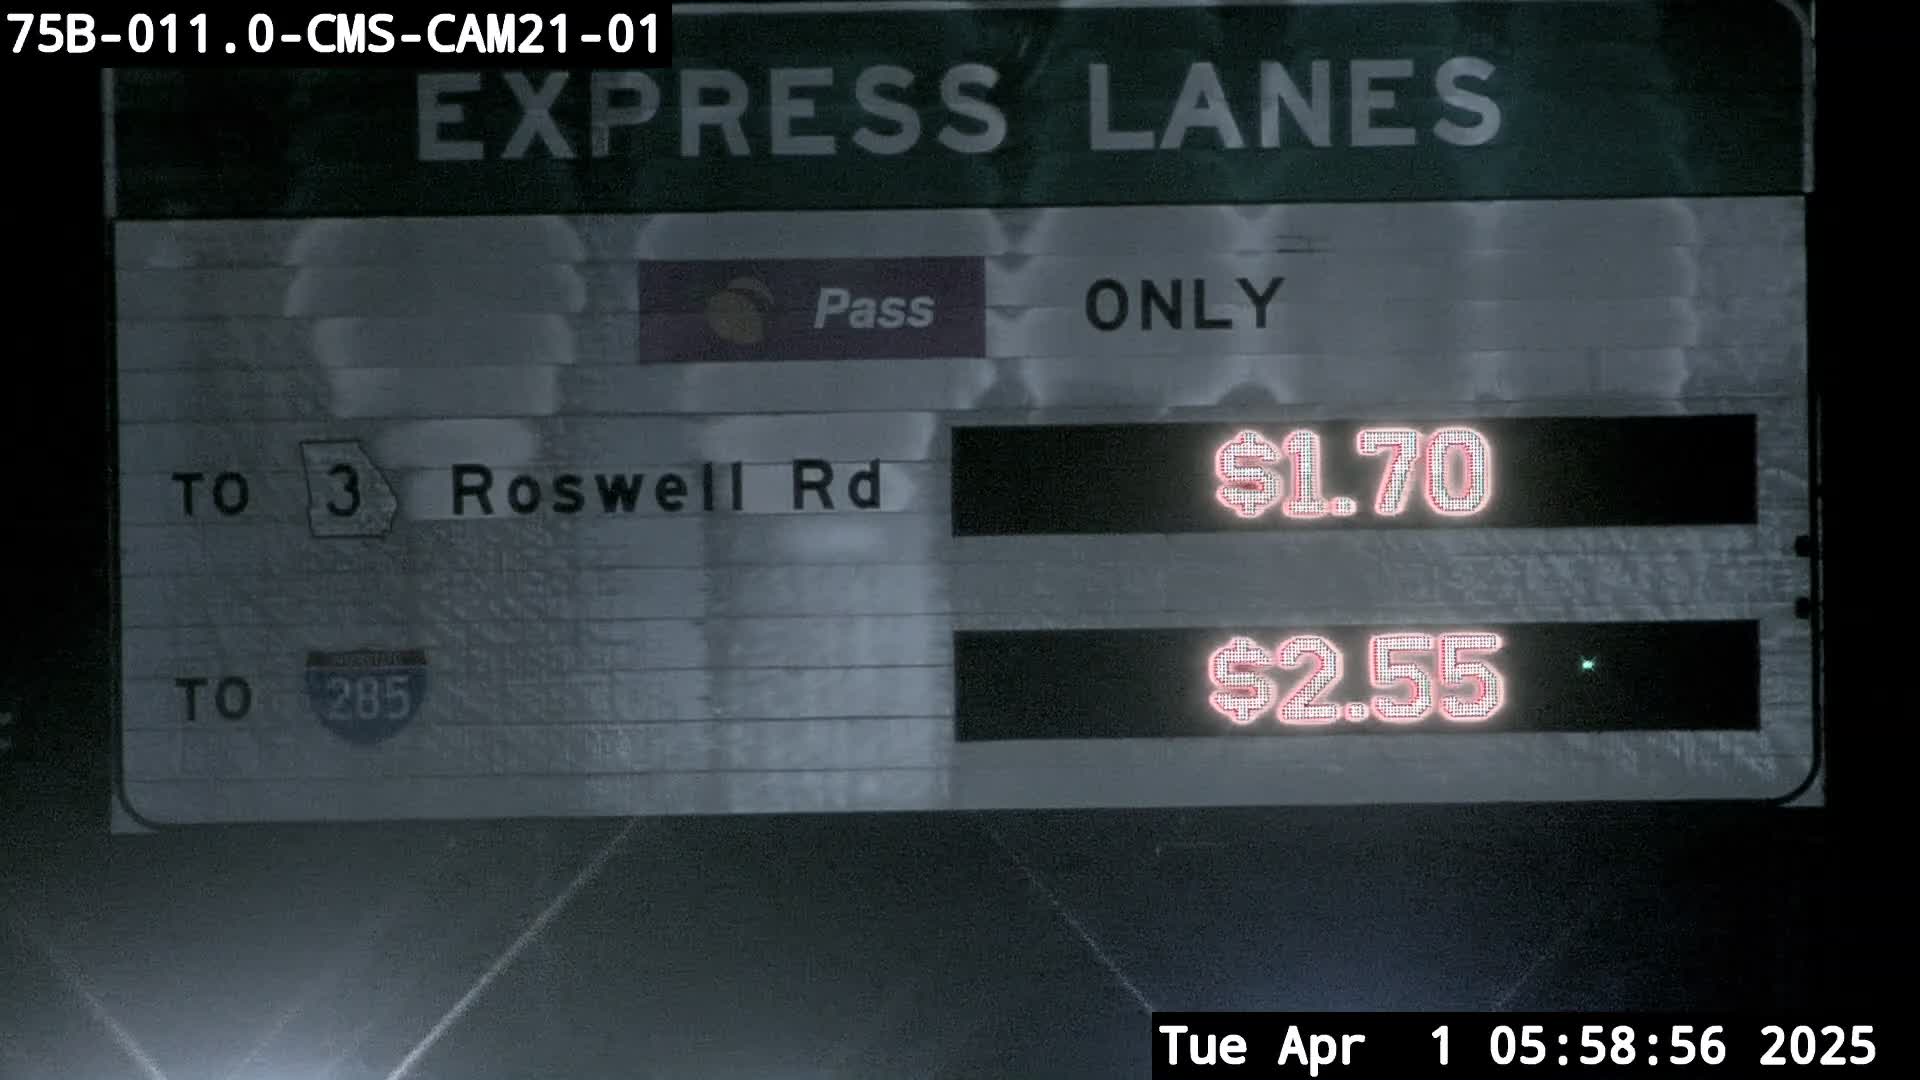 75B-011.0-CMS-CAM21-01
EXPRESS LANES
Pass ONLY
TO 3 Roswell Rd $1.70
TO 285 $2.55
Tue Apr 1 05:58:56 2025